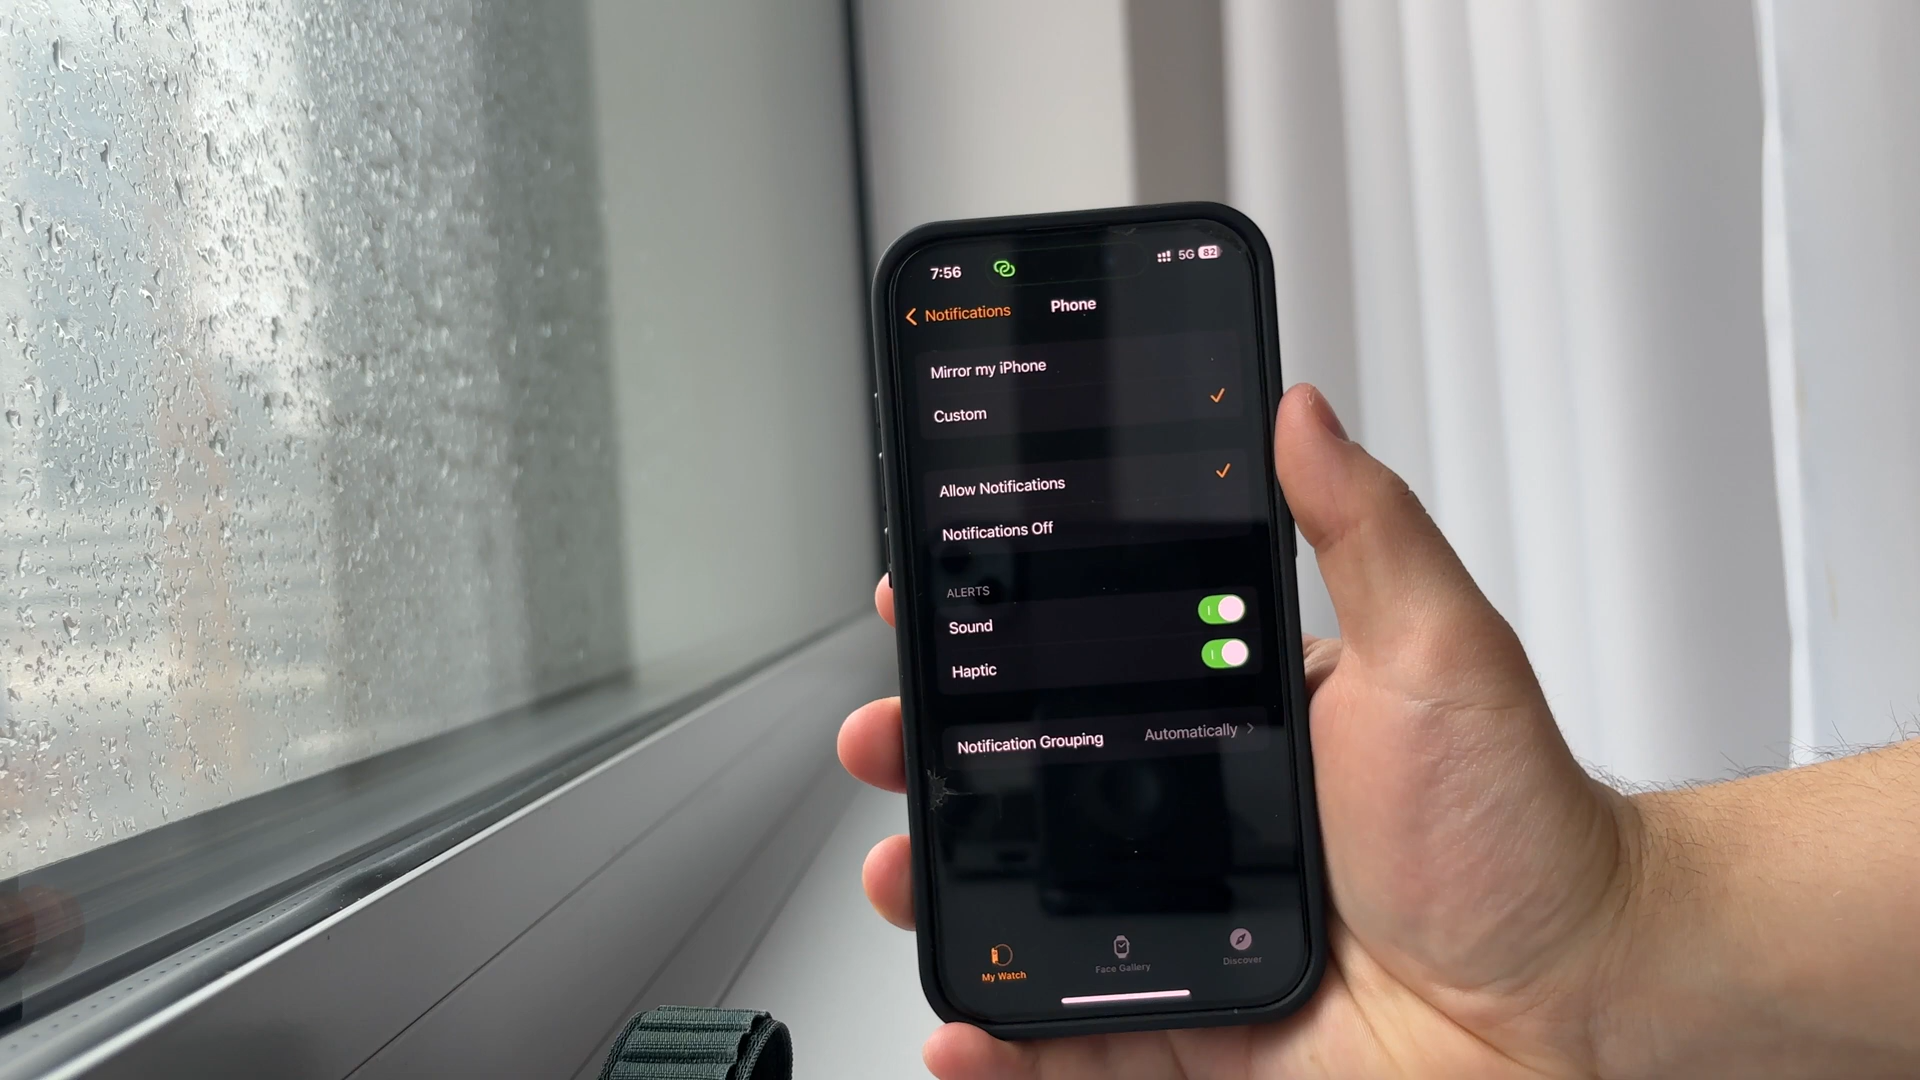 7:56 5G 82
Notifications Phone
Mirror my iPhone
Custom
Allow Notifications
Notifications Off
ALERTS
Sound
Haptic
Notification Grouping Automatically
My Watch Face Gallery Discover